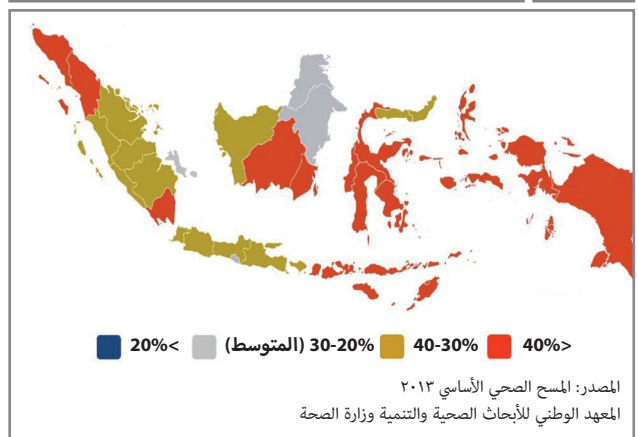 40%> 40-30% 30-20% (المتوسط) 20%<
المصدر: المسح الصحي الأساسي ٢٠١٣
المعهد الوطني للأبحاث الصحية والتنمية وزارة الصحة